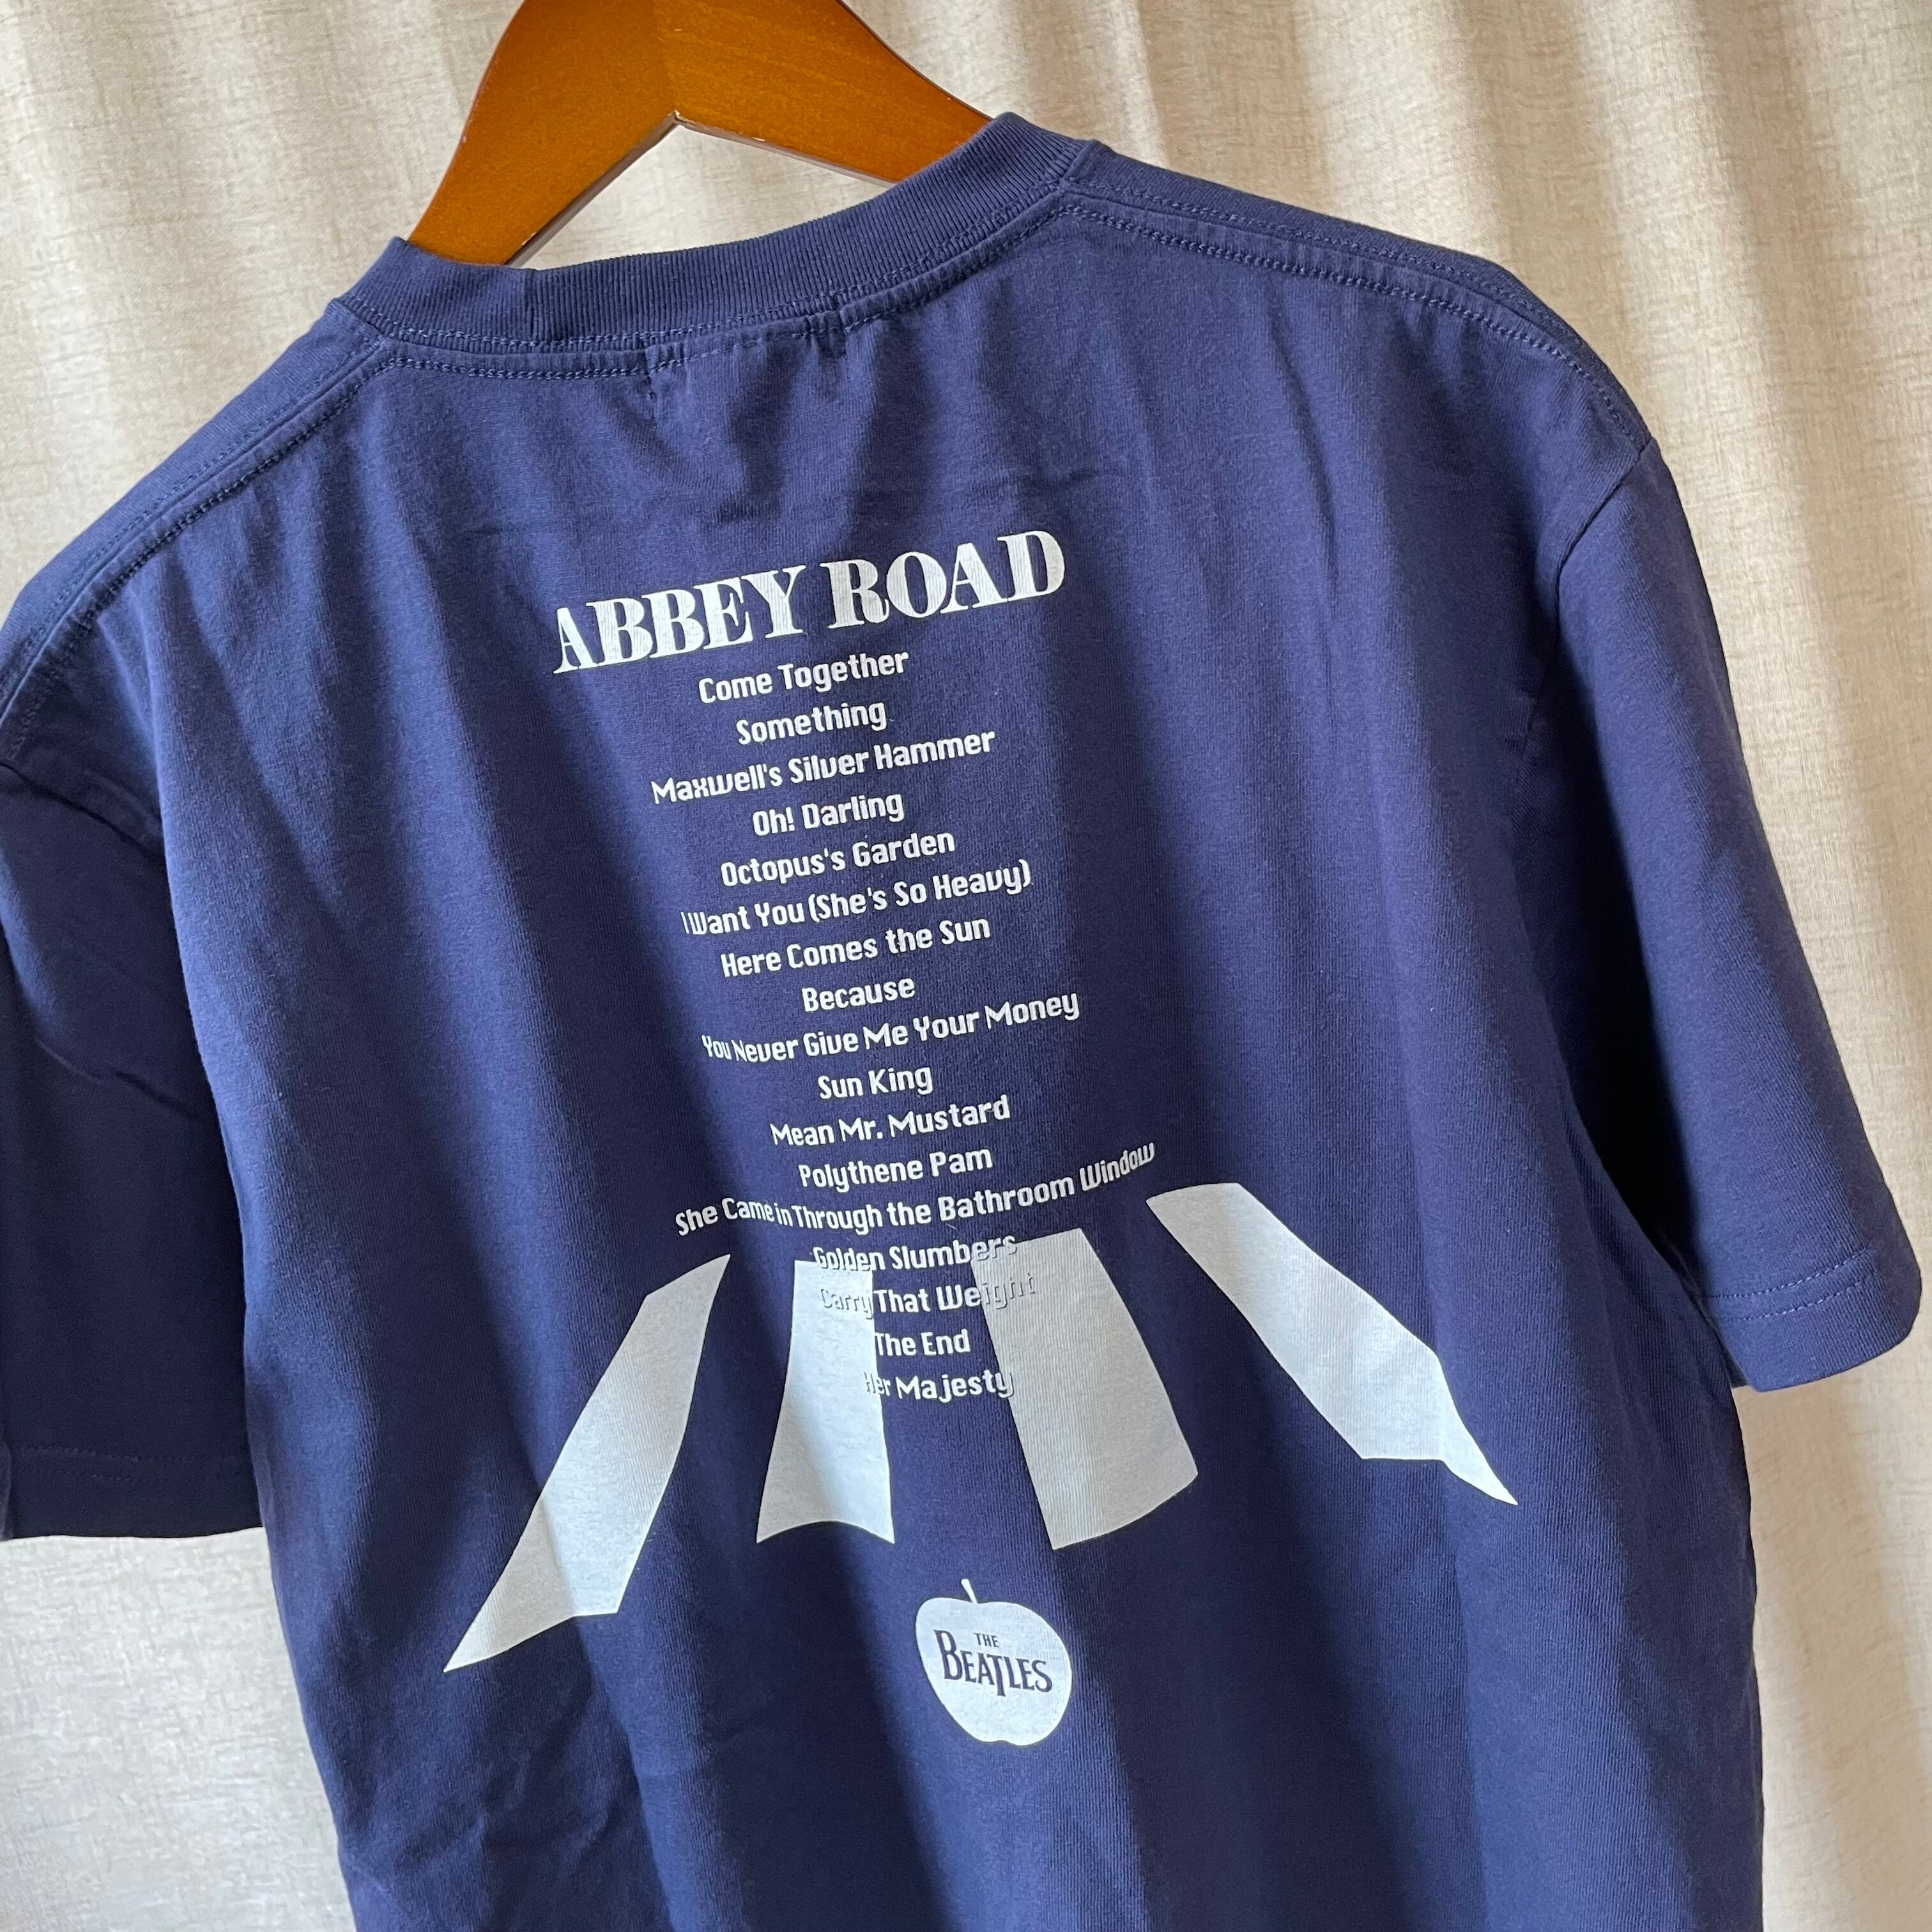 ABBEY ROAD
Come Together
Something
Maxwell's Silver Hammer
Oh! Darling
Octopus's Garden
I Want You (She's So Heavy)
Here Comes the Sun
Because
You Never Give Me Your Money
Sun King
Mean Mr. Mustard
Polythene Pam
She Came in Through the Bathroom Window
Golden Slumbers
Carry That Weight
The End
Her Majesty
THE
BEATLES